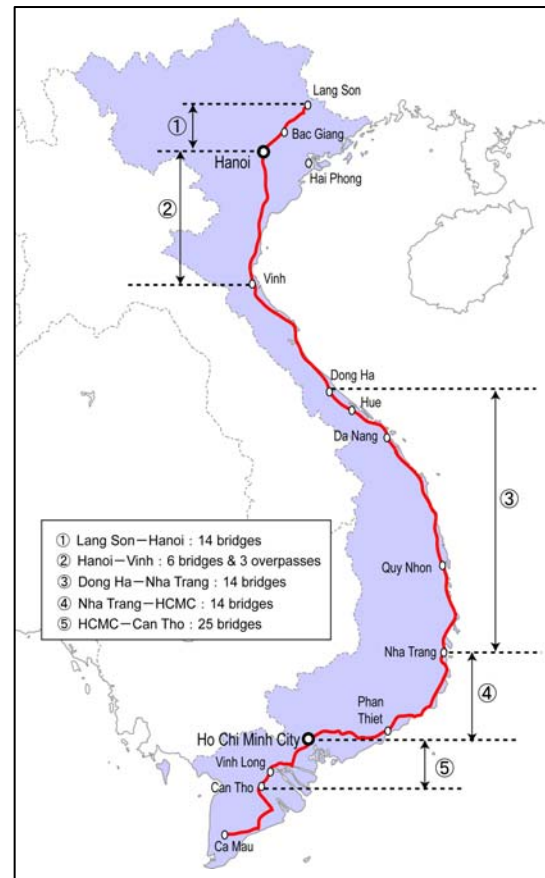 Lang Son
①
Bac Giang
Hanoi
Hai Phong
②
Vinh
Dong Ha
Hue
Da Nang
③
① Lang Son－Hanoi : 14 bridges
② Hanoi－Vinh : 6 bridges & 3 overpasses
③ Dong Ha－Nha Trang : 14 bridges
④ Nha Trang－HCMC : 14 bridges
⑤ HCMC－Can Tho : 25 bridges
Quy Nhon
Nha Trang
④
Phan
Thiet
Ho Chi Minh City
Vinh Long
⑤
Can Tho
Ca Mau